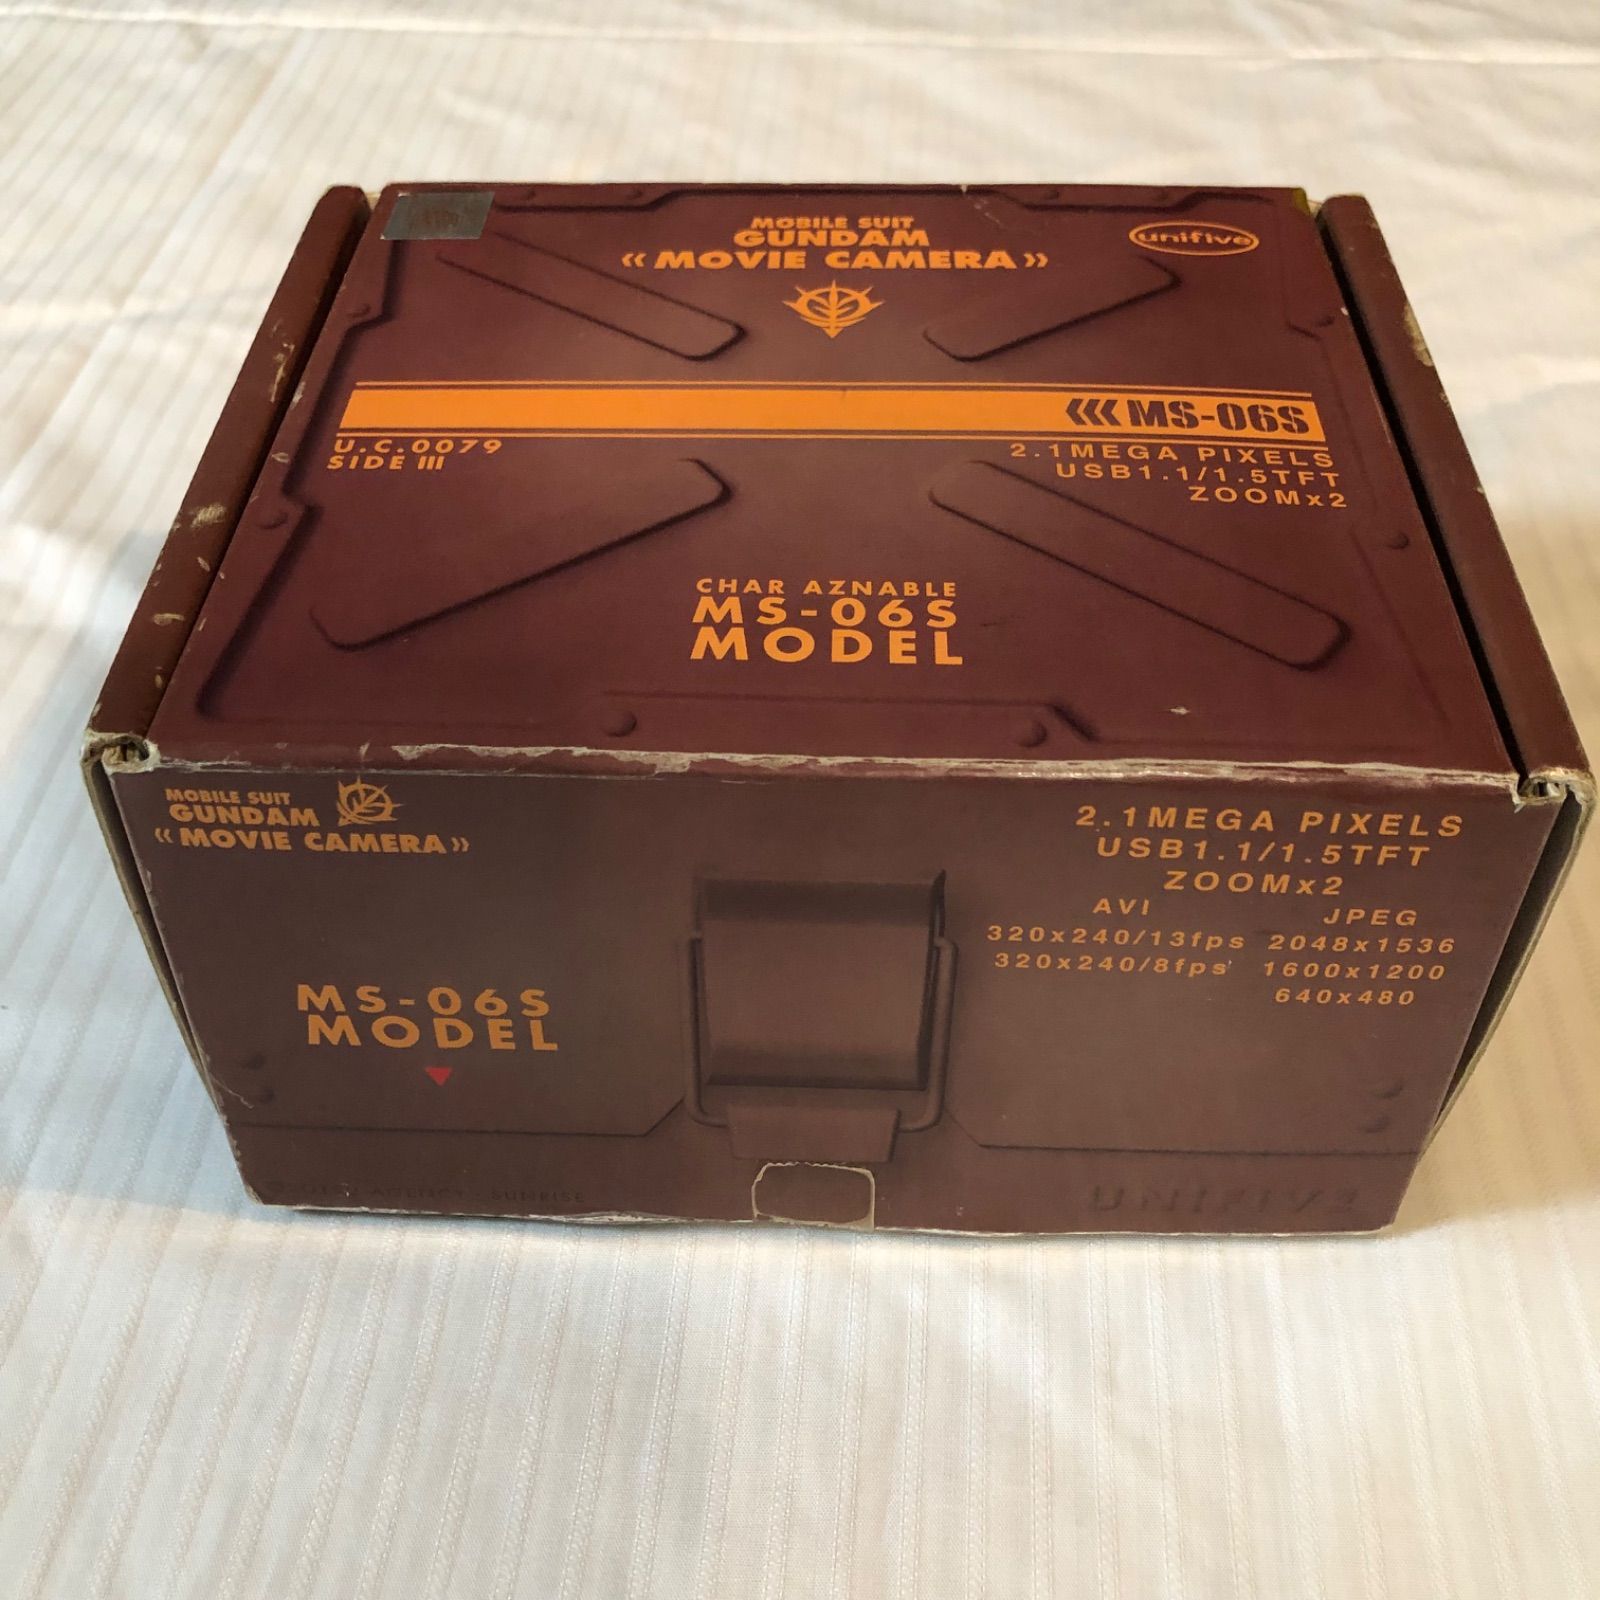 MOBILE SUIT
GUNDAM
‹‹ MOVIE CAMERA ››
unifive
‹‹‹ MS-06S
U.C.0079
SIDE III
2.1MEGA PIXELS
USB1.1/1.5TFT
ZOOMx2
CHAR AZNABLE
MS-06S
MODEL
MOBILE SUIT
GUNDAM
‹‹ MOVIE CAMERA ››
MS-06S
MODEL
2.1MEGA PIXELS
USB1.1/1.5TFT
ZOOMx2
AVI JPEG
320x240/13fps 2048x1536
320x240/8fps 1600x1200
640x480
AGENCY · SUNRISE
UNIFIVE